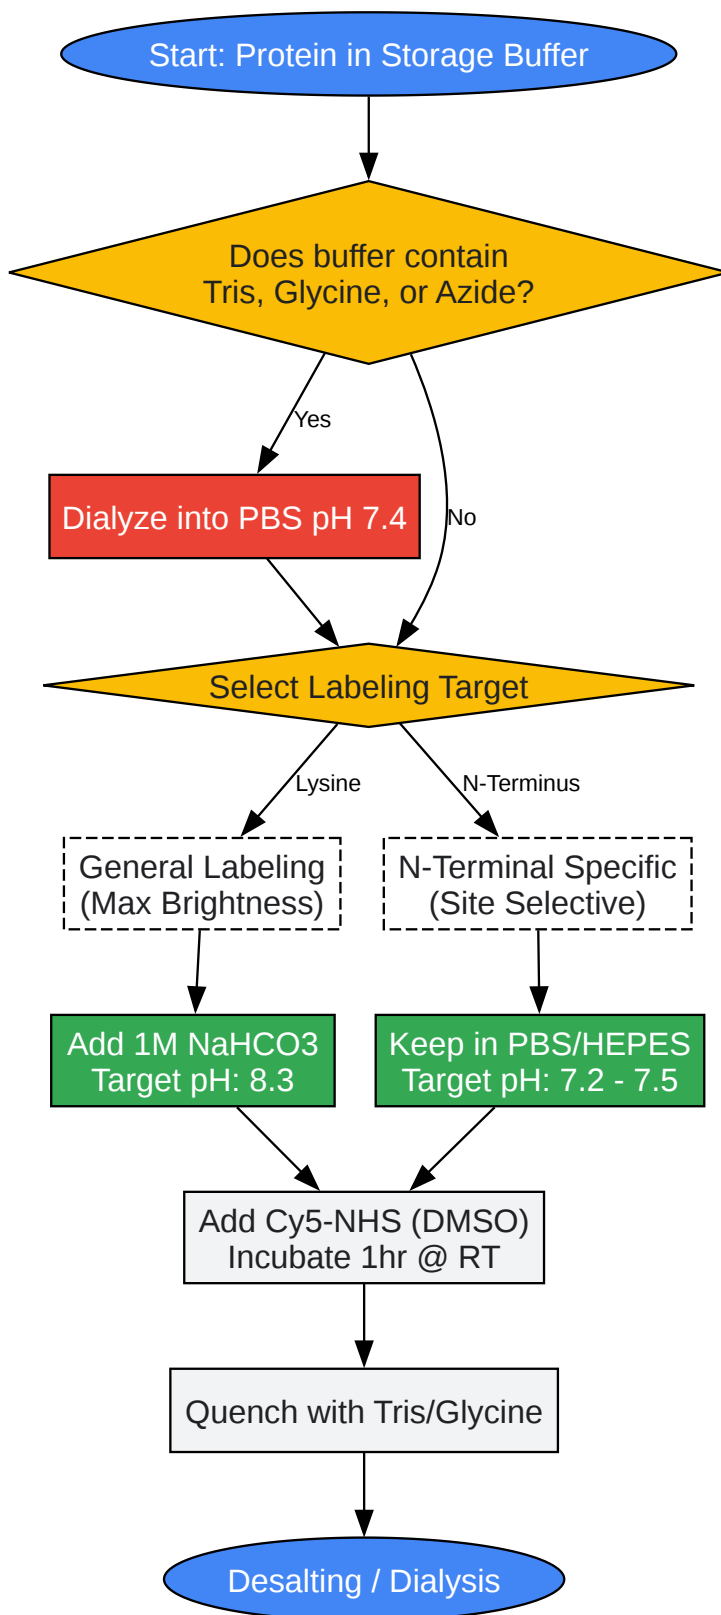 Start: Protein in Storage Buffer
Does buffer contain
Tris, Glycine, or Azide?
Yes
Dialyze into PBS pH 7.4
No
Select Labeling Target
Lysine
N-Terminus
General Labeling
(Max Brightness)
N-Terminal Specific
(Site Selective)
Add 1M NaHCO3
Target pH: 8.3
Keep in PBS/HEPES
Target pH: 7.2 - 7.5
Add Cy5-NHS (DMSO)
Incubate 1hr @ RT
Quench with Tris/Glycine
Desalting / Dialysis